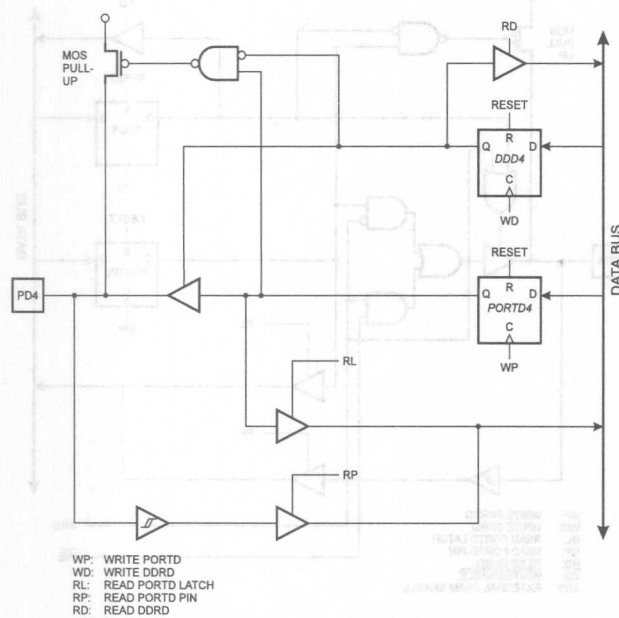 RD
MOS
PULL-
UP
RESET
R
Q
D
DDD4
C
WD
DATA BUS
RESET
R
Q
D
PORTD4
C
WP
PD4
RL
RP
WP: WRITE PORTD
WD: WRITE DDRD
RL: READ PORTD LATCH
RP: READ PORTD PIN
RD: READ DDRD